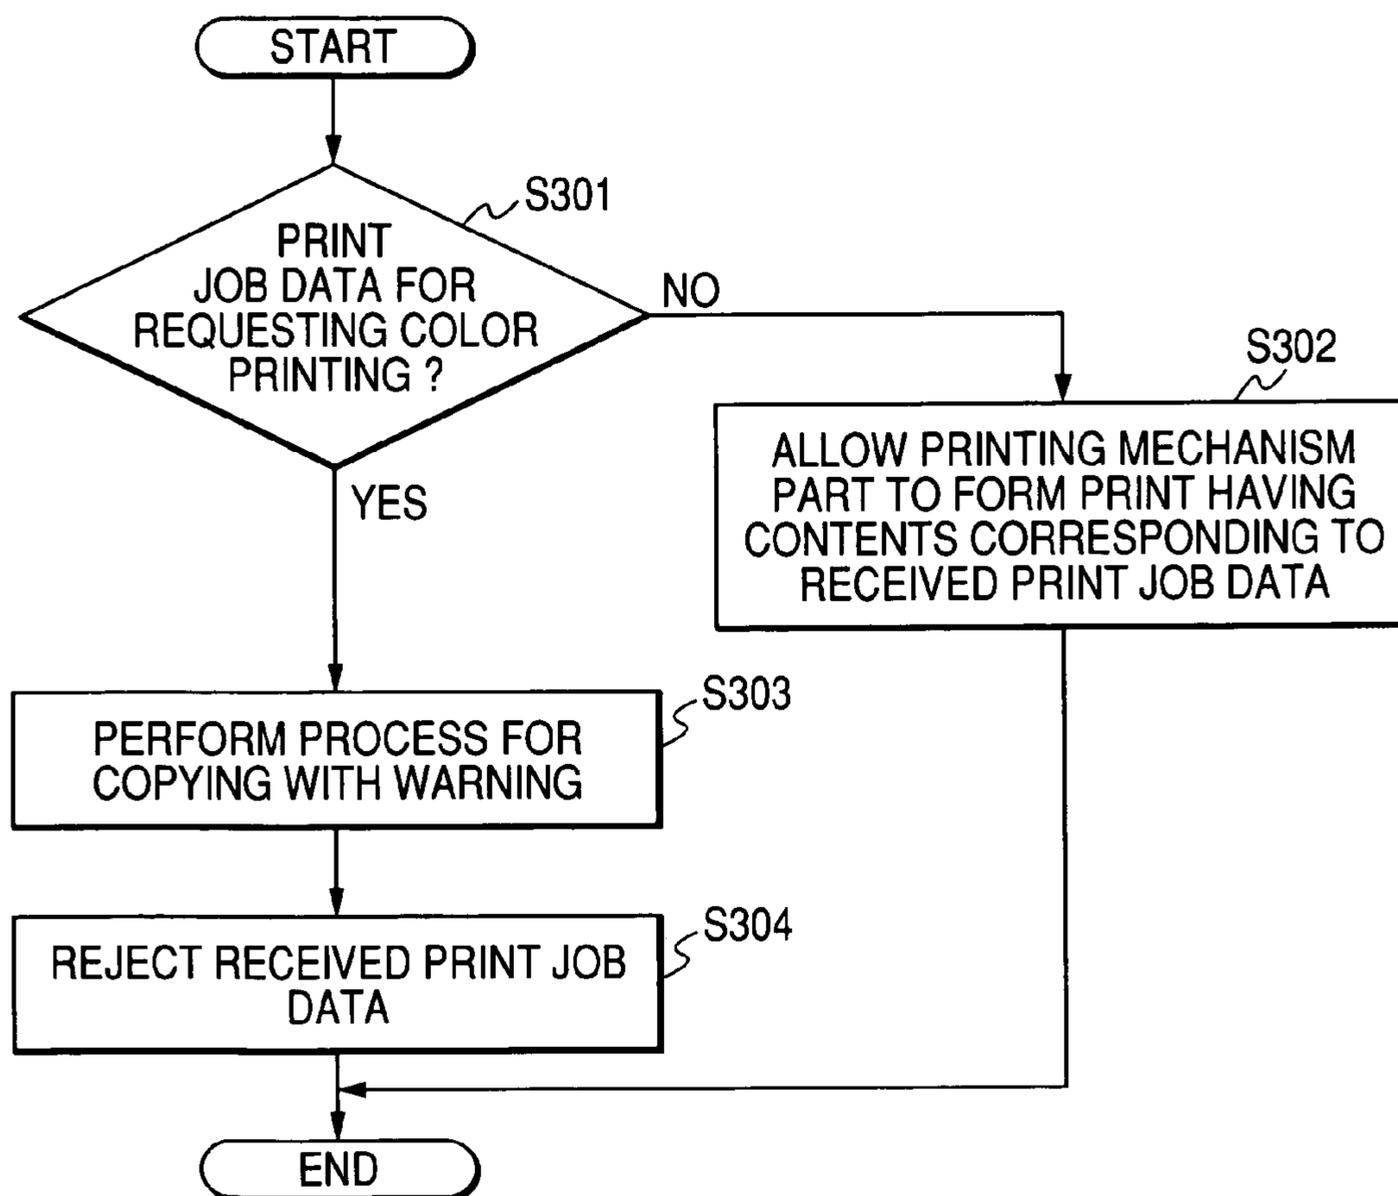 START
S301
PRINT
JOB DATA FOR
REQUESTING COLOR
PRINTING ?
NO
YES
S302
ALLOW PRINTING MECHANISM
PART TO FORM PRINT HAVING
CONTENTS CORRESPONDING TO
RECEIVED PRINT JOB DATA
S303
PERFORM PROCESS FOR
COPYING WITH WARNING
S304
REJECT RECEIVED PRINT JOB
DATA
END